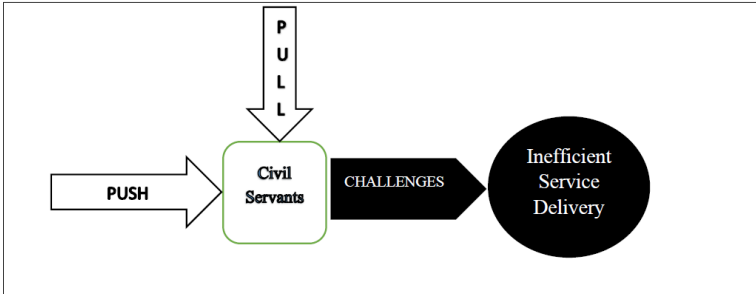 P
U
L
L
PUSH
Civil
Servants
CHALLENGES
Inefficient
Service
Delivery